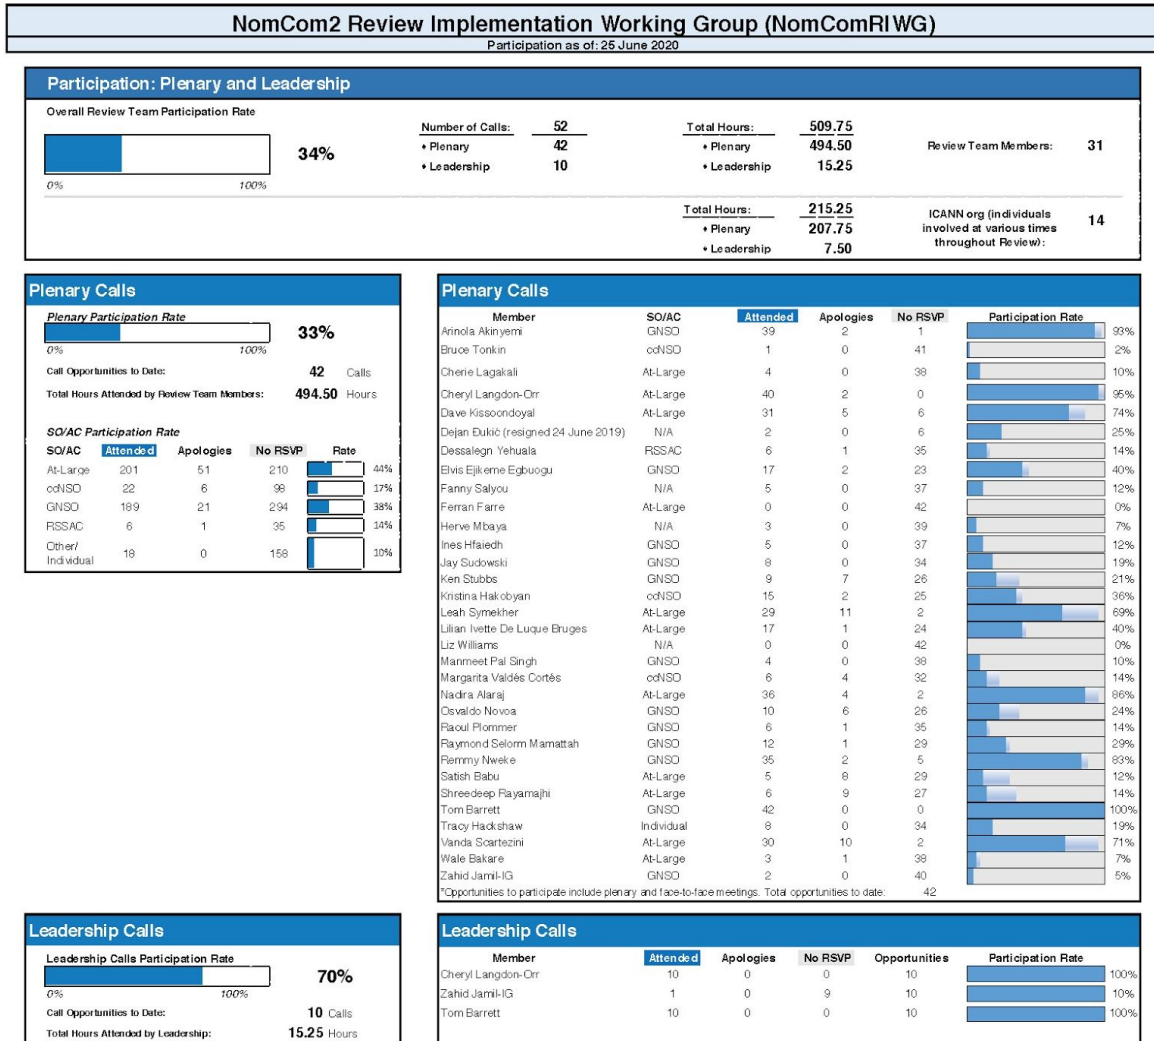 NomCom2 Review Implementation Working Group (NomComRIWG)
Participation as of: 25 June 2020
Participation: Plenary and Leadership
Overall Review Team Participation Rate
34%
0% 100%
Number of Calls: 52
• Plenary 42
• Leadership 10
Total Hours: 509.75
• Plenary 494.50
• Leadership 15.25
Review Team Members: 31
Total Hours: 215.25
• Plenary 207.75
• Leadership 7.50
ICANN org (individuals
involved at various times
throughout Review): 14
Plenary Calls
Plenary Participation Rate
33%
0% 100%
Call Opportunities to Date: 42 Calls
Total Hours Attended by Review Team Members: 494.50 Hours
SO/AC Participation Rate
SO/AC Attended Apologies No RSVP Rate
At-Large 201 51 210 44%
ccNSO 22 6 98 17%
GNSO 189 21 294 38%
RSSAC 6 1 35 14%
Other/
Individual 18 0 158 10%
Plenary Calls
Member SO/AC Attended Apologies No RSVP Participation Rate
Arinola Akinyemi GNSO 39 2 1 93%
Bruce Tonkin ccNSO 1 0 41 2%
Cherie Lagakali At-Large 4 0 38 10%
Cheryl Langdon-Orr At-Large 40 2 0 95%
Dave Kissoondoyal At-Large 31 5 6 74%
Dejan Đukić (resigned 24 June 2019) N/A 2 0 6 25%
Dessalegn Yehuala RSSAC 6 1 35 14%
Elvis Ejikeme Egbuogu GNSO 17 2 23 40%
Fanny Salyou N/A 5 0 37 12%
Ferran Farre At-Large 0 0 42 0%
Herve Mbaya N/A 3 0 39 7%
Ines Hfaiedh GNSO 5 0 37 12%
Jay Sudowski GNSO 8 0 34 19%
Ken Stubbs GNSO 9 7 26 21%
Kristina Hakobyan ccNSO 15 2 25 36%
Leah Symekher At-Large 29 11 2 69%
Lilian Ivette De Luque Bruges At-Large 17 1 24 40%
Liz Williams N/A 0 0 42 0%
Manmeet Pal Singh GNSO 4 0 38 10%
Margarita Valdés Cortés ccNSO 6 4 32 14%
Nadira Alaraj At-Large 36 4 2 86%
Osvaldo Novoa GNSO 10 6 26 24%
Raoul Plommer GNSO 6 1 35 14%
Raymond Selorm Mamattah GNSO 12 1 29 29%
Remmy Nweke GNSO 35 2 5 83%
Satish Babu At-Large 5 8 29 12%
Shreedeep Rayamajhi At-Large 6 9 27 14%
Tom Barrett GNSO 42 0 0 100%
Tracy Hackshaw Individual 8 0 34 19%
Vanda Scartezini At-Large 30 10 2 71%
Wale Bakare At-Large 3 1 38 7%
Zahid Jamil-IG GNSO 2 0 40 5%
*Opportunities to participate include plenary and face-to-face meetings. Total opportunities to date: 42
Leadership Calls
Leadership Calls Participation Rate
70%
0% 100%
Call Opportunities to Date: 10 Calls
Total Hours Attended by Leadership: 15.25 Hours
Leadership Calls
Member Attended Apologies No RSVP Opportunities Participation Rate
Cheryl Langdon-Orr 10 0 0 10 100%
Zahid Jamil-IG 1 0 9 10 10%
Tom Barrett 10 0 0 10 100%